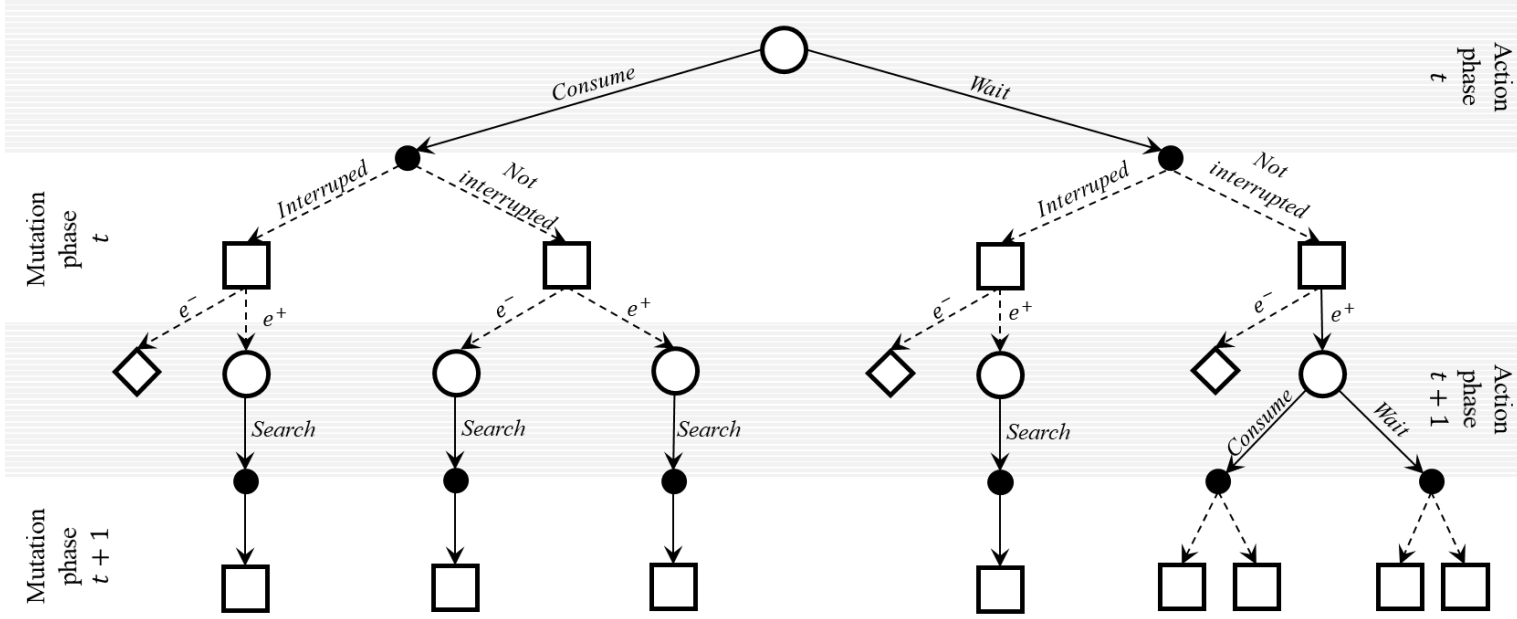 Action
phase
t
Consume
Wait
Mutation
phase
t
Interruped
Not
interrupted
Interruped
Not
interrupted
e⁻
e⁺
e⁻
e⁺
e⁻
e⁺
e⁻
e⁺
Action
phase
t + 1
Search
Search
Search
Search
Consume
Wait
Mutation
phase
t + 1